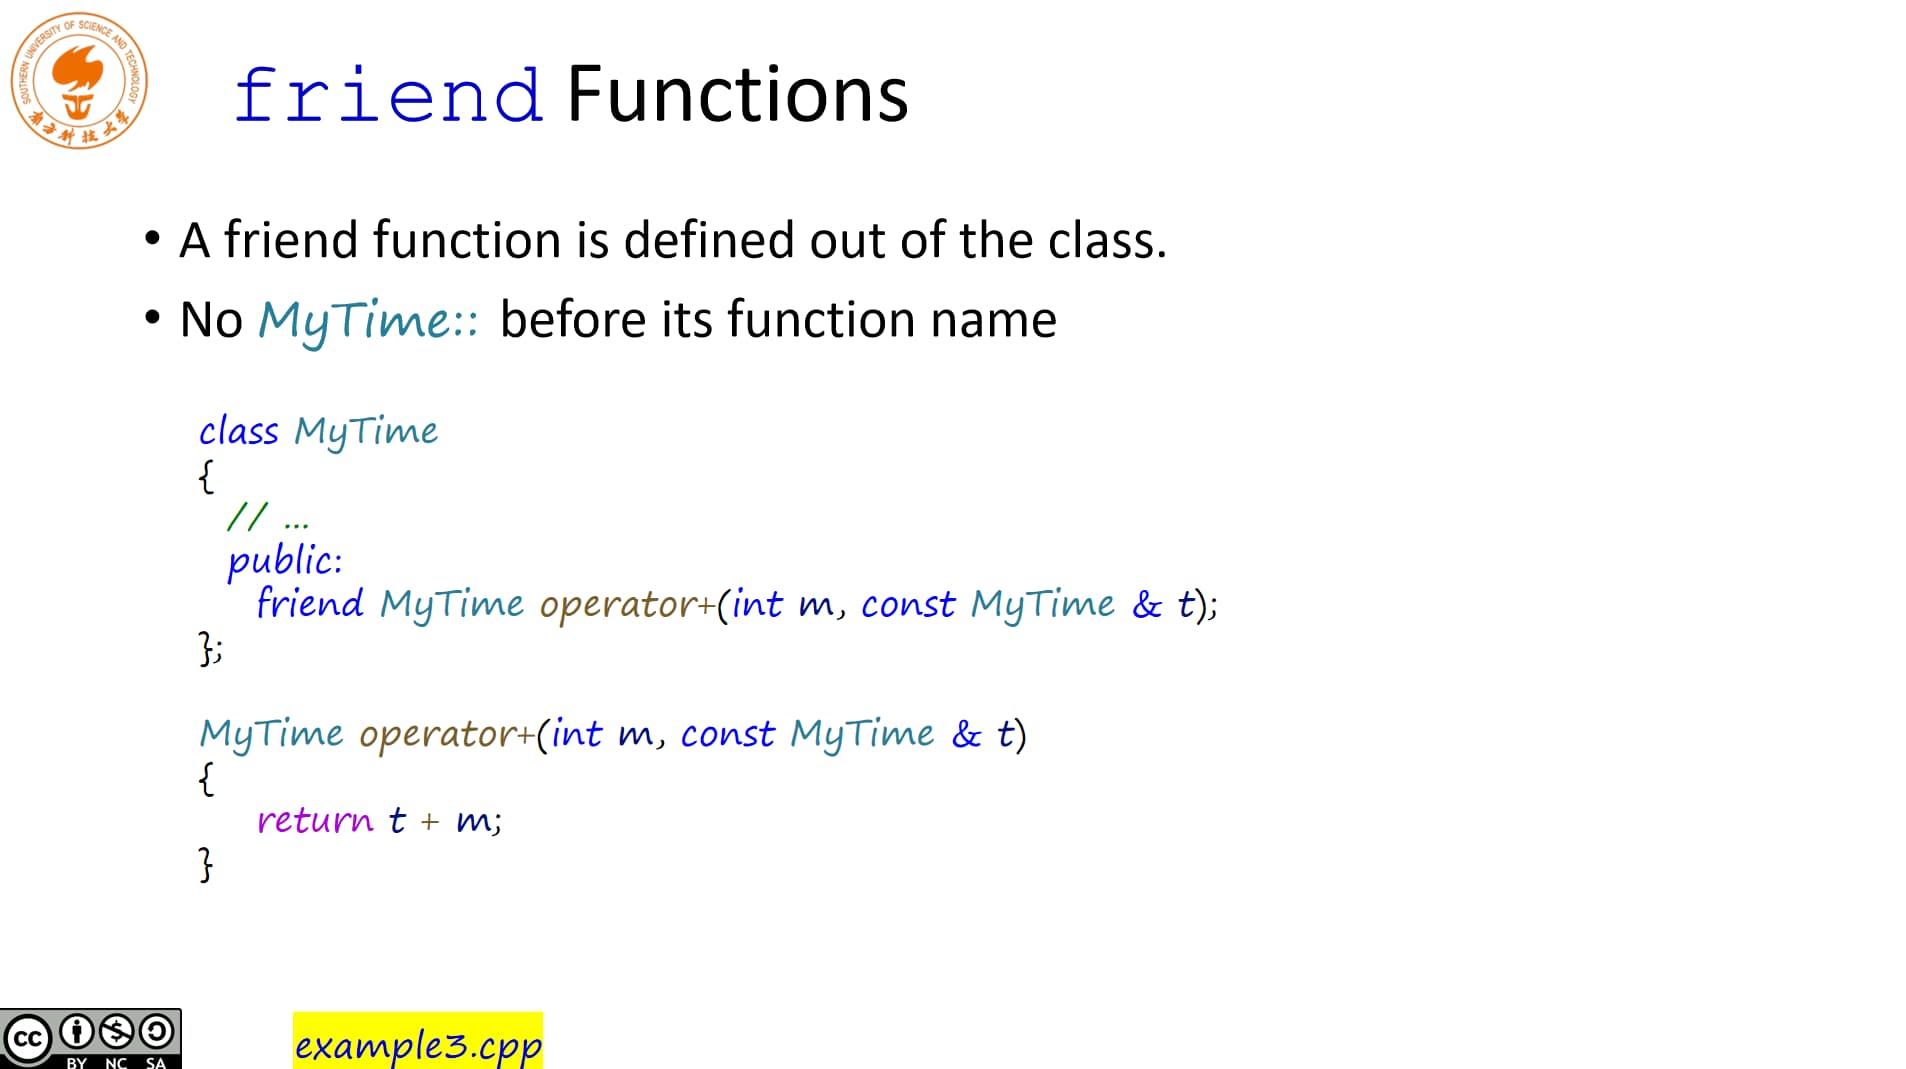 SOUTHERN UNIVERSITY OF SCIENCE AND TECHNOLOGY
南方科技大学
friend Functions
• A friend function is defined out of the class.
• No MyTime:: before its function name
class MyTime
{
// ...
public:
friend MyTime operator+(int m, const MyTime & t);
};
MyTime operator+(int m, const MyTime & t)
{
return t + m;
}
cc
BY NC SA
example3.cpp